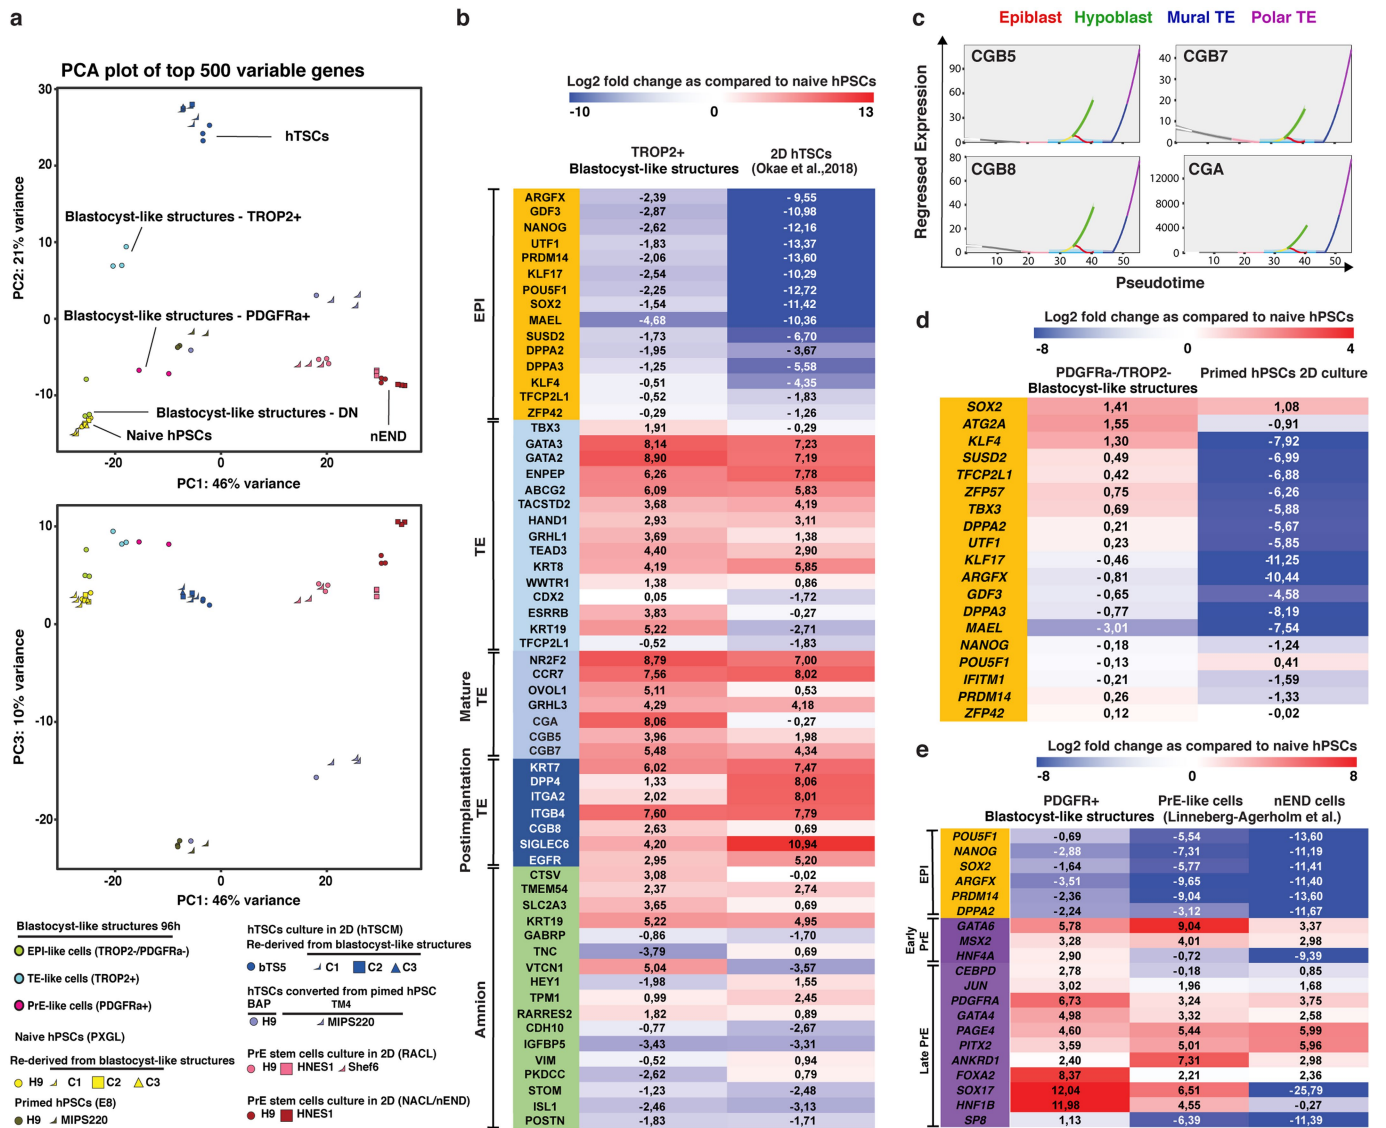 a
PCA plot of top 500 variable genes
30
20
10
0
-10
-20
0
20
PC2: 21% variance
PC1: 46% variance
hTSCs
Blastocyst-like structures - TROP2+
Blastocyst-like structures - PDGFRa+
Blastocyst-like structures - DN
Naive hPSCs
nEND
10
0
-10
-20
-20
0
20
PC3: 10% variance
PC1: 46% variance
Blastocyst-like structures 96h
EPI-like cells (TROP2-/PDGFRa-)
TE-like cells (TROP2+)
PrE-like cells (PDGFRa+)
Naive hPSCs (PXGL)
Re-derived from blastocyst-like structures
H9 C1 C2 C3
Primed hPSCs (E8)
H9 MIPS220
hTSCs culture in 2D (hTSCM)
Re-derived from blastocyst-like structures
bTS5 C1 C2 C3
hTSCs converted from pimed hPSC
BAP TM4
H9 MIPS220
PrE stem cells culture in 2D (RACL)
H9 HNES1 Shef6
PrE stem cells culture in 2D (NACL/nEND)
H9 HNES1
b
Log2 fold change as compared to naive hPSCs
-10 0 13
TROP2+ 2D hTSCs
Blastocyst-like structures (Okae et al.,2018)
EPI
ARGFX -2,39 - 9,55
GDF3 -2,87 -10,98
NANOG -2,62 -12,16
UTF1 -1,83 -13,37
PRDM14 -2,06 -13,60
KLF17 -2,54 -10,29
POU5F1 -2,25 -12,72
SOX2 -1,54 -11,42
MAEL -4,68 -10,36
SUSD2 -1,73 - 6,70
DPPA2 -1,95 - 3,67
DPPA3 -1,25 - 5,58
KLF4 -0,51 - 4,35
TFCP2L1 -0,52 - 1,83
ZFP42 -0,29 - 1,26
TE
TBX3 1,91 - 0,29
GATA3 8,14 7,23
GATA2 8,90 7,19
ENPEP 6,26 7,78
ABCG2 6,09 5,83
TACSTD2 3,68 4,19
HAND1 2,93 3,11
GRHL1 3,69 1,38
TEAD3 4,40 2,90
KRT8 4,19 5,85
WWTR1 1,38 0,86
CDX2 0,05 -1,72
ESRRB 3,83 -0,27
KRT19 5,22 -2,71
TFCP2L1 -0,52 -1,83
Mature TE
NR2F2 8,79 7,00
CCR7 7,56 8,02
OVOL1 5,11 0,53
GRHL3 4,29 4,18
CGA 8,06 - 0,27
CGB5 3,96 1,98
CGB7 5,48 4,34
Postimplantation TE
KRT7 6,02 7,47
DPP4 1,33 8,06
ITGA2 2,02 8,01
ITGB4 7,60 7,79
CGB8 2,63 0,69
SIGLEC6 4,20 10,94
EGFR 2,95 5,20
Amnion
CTSV 3,08 -0,02
TMEM54 2,37 2,74
SLC2A3 3,65 0,69
KRT19 5,22 4,95
GABRP -0,86 -1,70
TNC -3,79 0,69
VTCN1 5,04 -3,57
HEY1 -1,98 1,55
TPM1 0,99 2,45
RARRES2 1,82 0,89
CDH10 -0,77 -2,67
IGFBP5 -3,43 -3,31
VIM -0,52 0,94
PKDCC -2,62 0,79
STOM -1,23 -2,48
ISL1 -2,46 -3,13
POSTN -1,83 -1,71
c
Epiblast Hypoblast Mural TE Polar TE
Regressed Expression
CGB5
90
60
30
0
CGB7
40
30
20
10
0
CGB8
80
60
40
20
0
10 20 30 40 50
CGA
12000
8000
4000
0
10 20 30 40 50
Pseudotime
d
Log2 fold change as compared to naive hPSCs
-8 0 4
PDGFRa-/TROP2- Primed hPSCs 2D culture
Blastocyst-like structures
SOX2 1,41 1,08
ATG2A 1,55 -0,91
KLF4 1,30 -7,92
SUSD2 0,49 -6,99
TFCP2L1 0,42 -6,88
ZFP57 0,75 -6,26
TBX3 0,69 -5,88
DPPA2 0,21 -5,67
UTF1 0,23 -5,85
KLF17 - 0,46 -11,25
ARGFX - 0,81 -10,44
GDF3 - 0,65 -4,58
DPPA3 - 0,77 -8,19
MAEL - 3,01 -7,54
NANOG - 0,18 -1,24
POU5F1 - 0,13 0,41
IFITM1 - 0,21 -1,59
PRDM14 0,26 -1,33
ZFP42 0,12 -0,02
e
Log2 fold change as compared to naive hPSCs
-8 0 8
PDGFR+ PrE-like cells nEND cells
Blastocyst-like structures (Linneberg-Agerholm et al.)
EPI
POU5F1 -0,69 -5,54 -13,60
NANOG -2,88 -7,31 -11,19
SOX2 -1,64 -5,77 -11,41
ARGFX -3,51 -9,65 -11,40
PRDM14 -2,36 -9,04 -13,60
DPPA2 -2,24 -3,12 -11,67
Early PrE
GATA6 5,78 9,04 3,37
MSX2 3,28 4,01 2,98
HNF4A 2,90 -0,72 -9,39
Late PrE
CEBPD 2,78 -0,18 0,85
JUN 3,02 1,96 1,68
PDGFRA 6,73 3,24 3,75
GATA4 4,98 3,32 2,58
PAGE4 4,60 5,44 5,99
PITX2 3,59 5,01 5,96
ANKRD1 2,40 7,31 2,98
FOXA2 8,37 2,21 2,36
SOX17 12,04 6,51 -25,79
HNF1B 11,98 4,55 -0,27
SP8 1,13 -6,39 -11,39